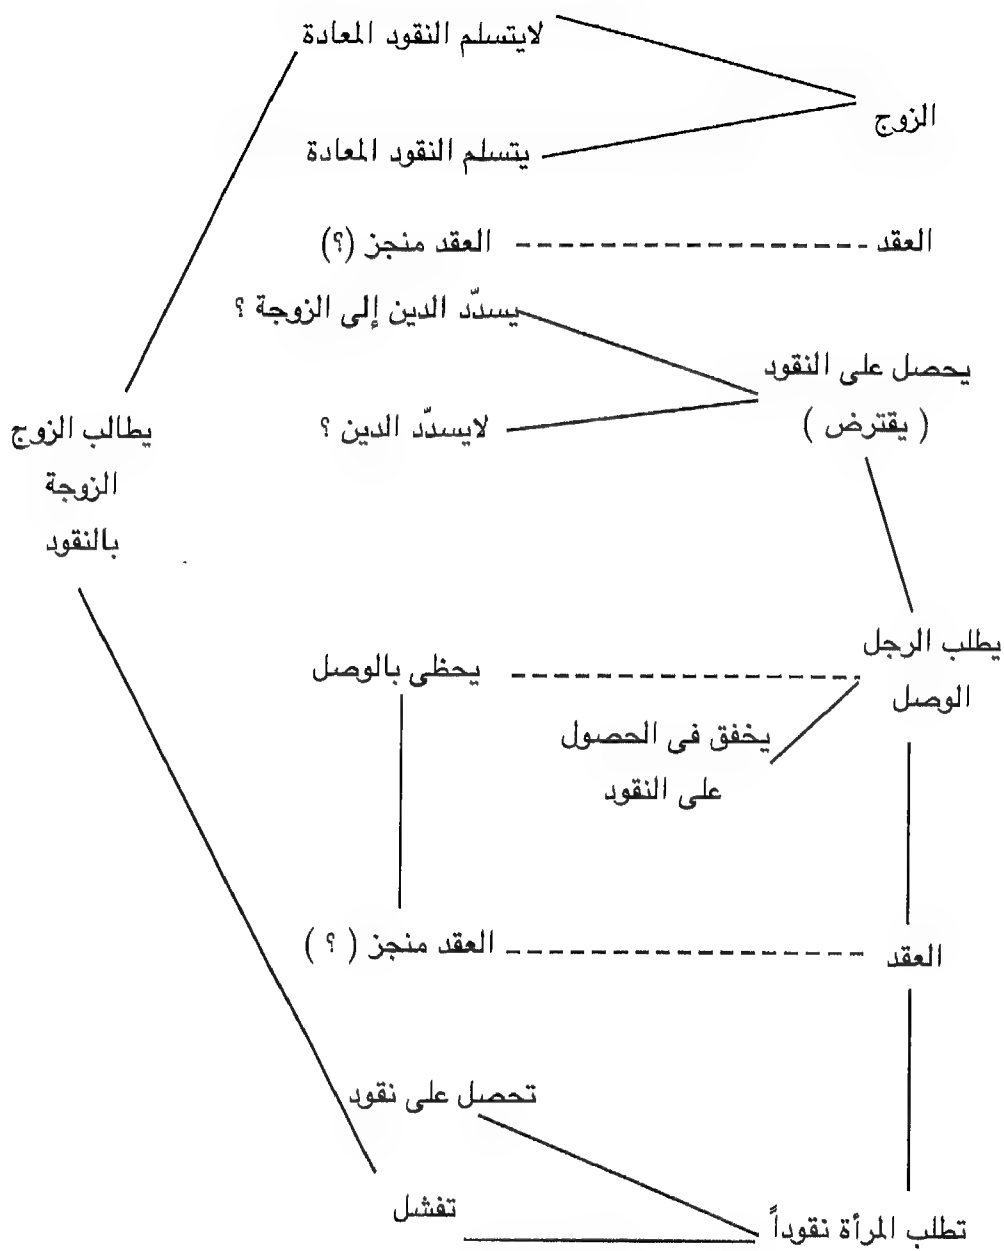 لايتسلم النقود المعادة
الزوج
يتسلم النقود المعادة
العقد
العقد منجز (؟)
يسدّد الدين إلى الزوجة ؟
يحصل على النقود
( يقترض )
لايسدّد الدين ؟
يطالب الزوج
الزوجة
بالنقود
يطلب الرجل
الوصل
يحظى بالوصل
يخفق فى الحصول
على النقود
العقد
العقد منجز ( ؟ )
تحصل على نقود
تطلب المرأة نقوداً
تفشل